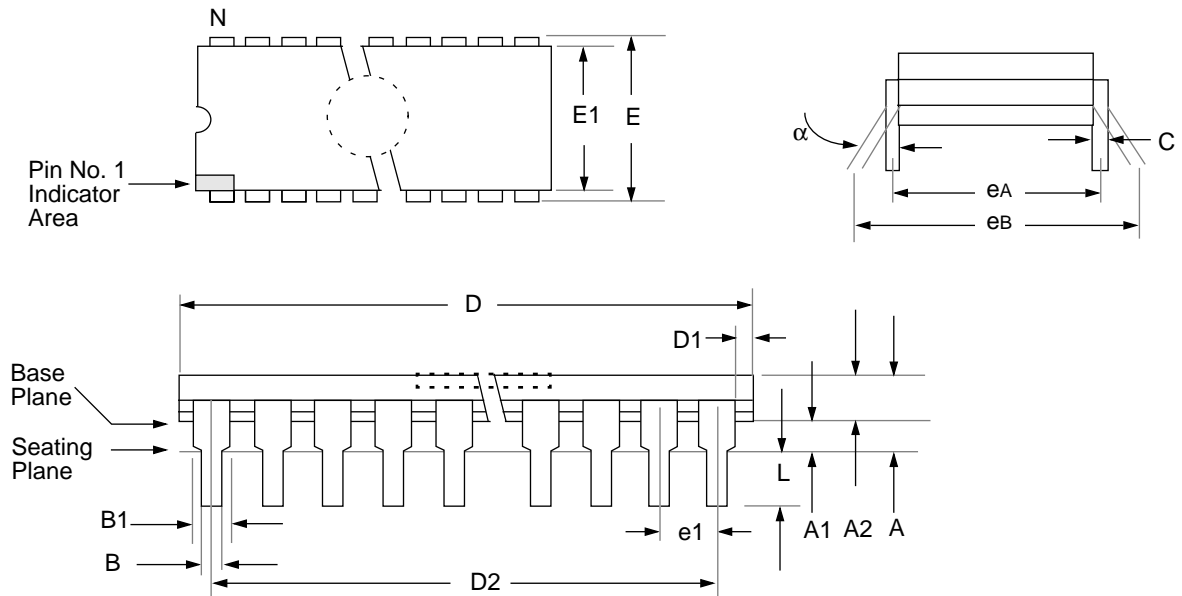 N
E1
E
α
C
eA
eB
Pin No. 1
Indicator
Area
D
D1
Base
Plane
Seating
Plane
L
B1
A1
A2
A
e1
B
D2